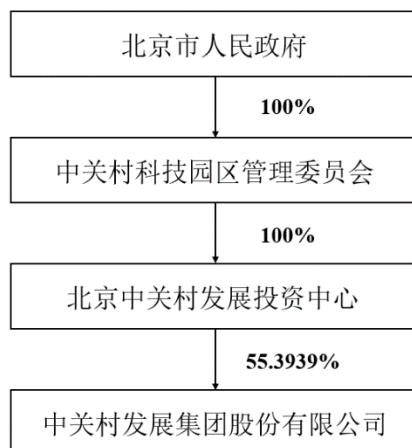 北京市人民政府
100%
中关村科技园区管理委员会
100%
北京中关村发展投资中心
55.3939%
中关村发展集团股份有限公司